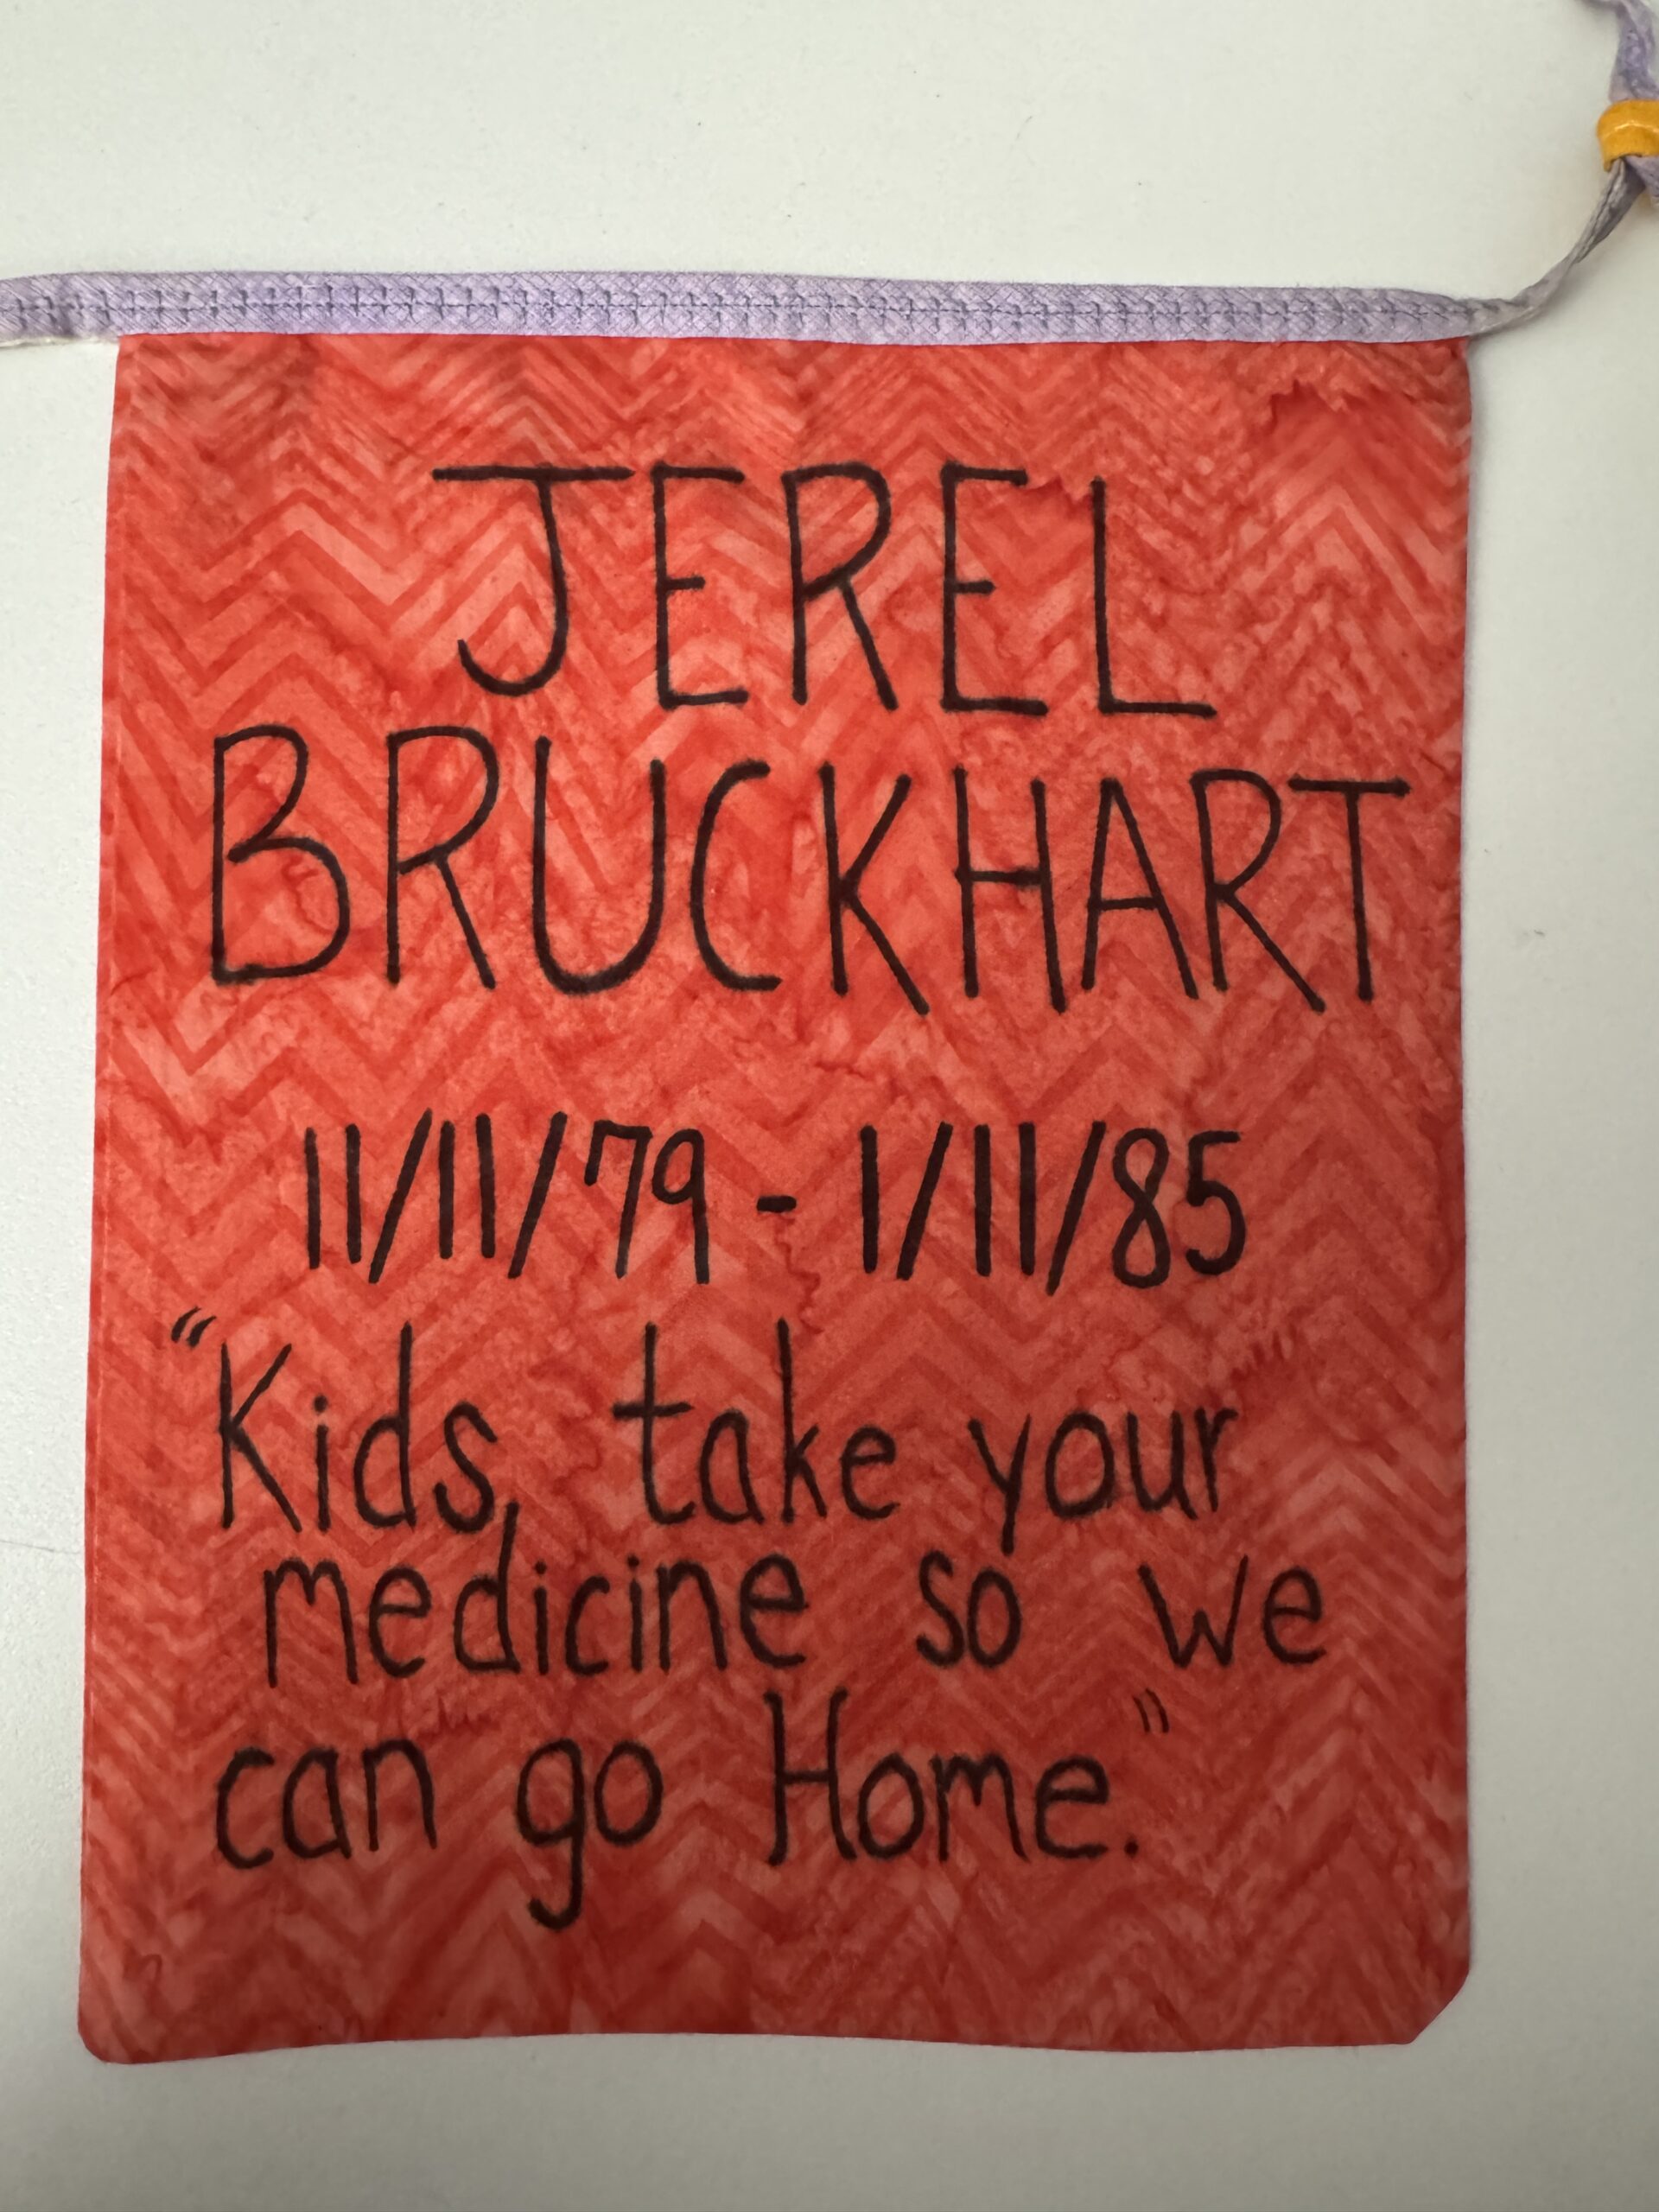 JEREL
BRUCKHART
11/11/79 - 1/11/85
"Kids, take your
medicine so we
can go Home."